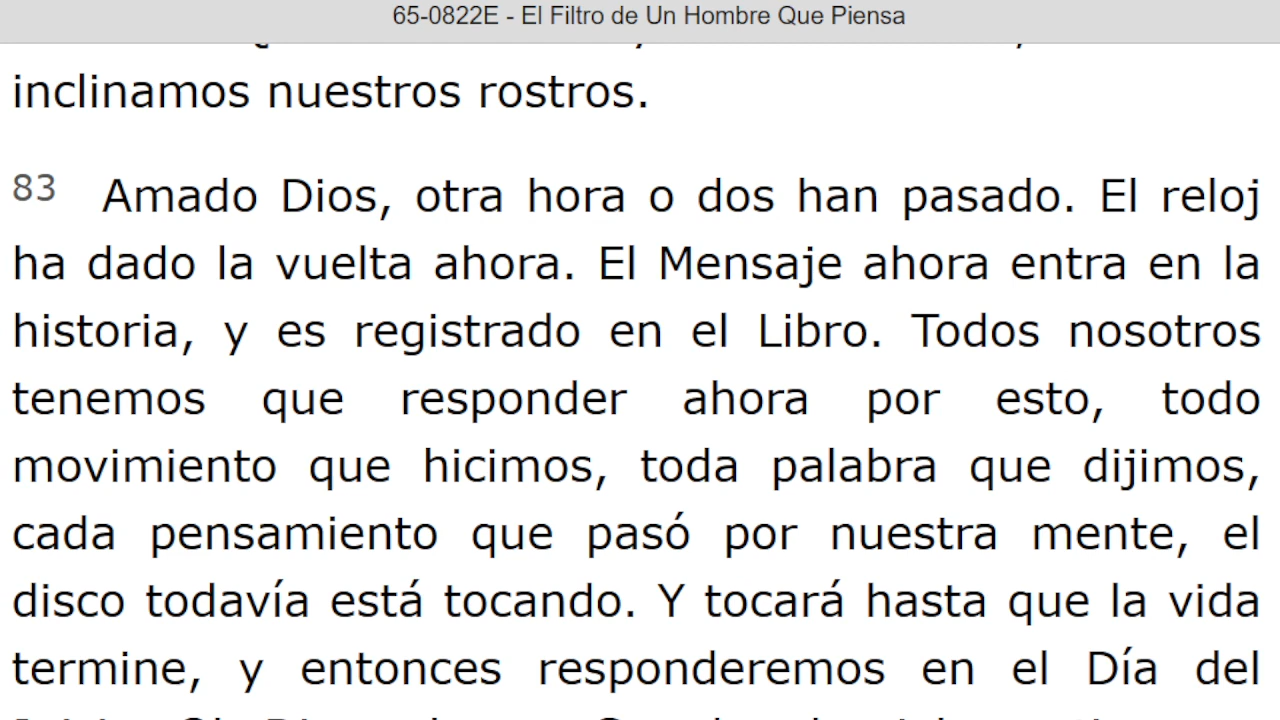 65-0822E - El Filtro de Un Hombre Que Piensa
inclinamos nuestros rostros.
83 Amado Dios, otra hora o dos han pasado. El reloj
ha dado la vuelta ahora. El Mensaje ahora entra en la
historia, y es registrado en el Libro. Todos nosotros
tenemos que responder ahora por esto, todo
movimiento que hicimos, toda palabra que dijimos,
cada pensamiento que pasó por nuestra mente, el
disco todavía está tocando. Y tocará hasta que la vida
termine, y entonces responderemos en el Día del